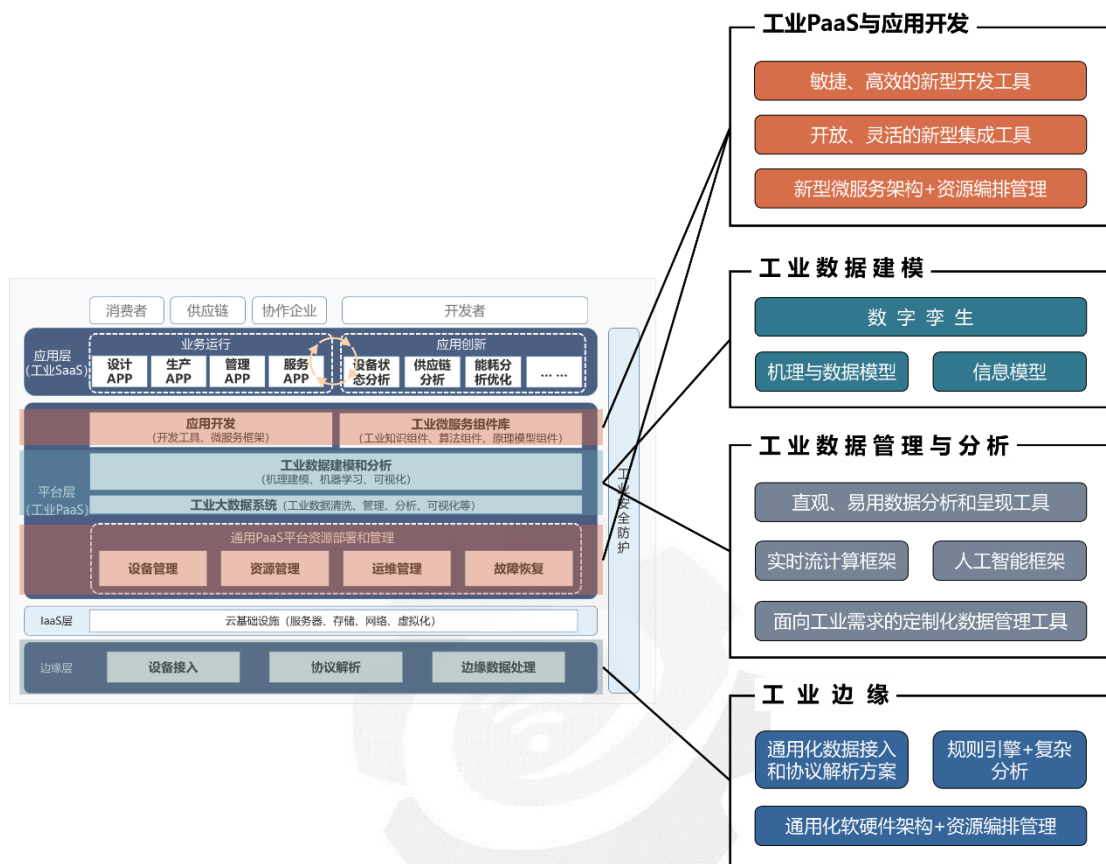 工业PaaS与应用开发
敏捷、高效的新型开发工具
开放、灵活的新型集成工具
新型微服务架构+资源编排管理
工业数据建模
数字孪生
机理与数据模型
信息模型
工业数据管理与分析
直观、易用数据分析和呈现工具
实时流计算框架
人工智能框架
面向工业需求的定制化数据管理工具
工业边缘
通用化数据接入
和协议解析方案
规则引擎+复杂
分析
通用化软硬件架构+资源编排管理
消费者
供应链
协作企业
开发者
应用层
(工业SaaS)
业务运行
设计
APP
生产
APP
管理
APP
服务
APP
应用创新
设备状
态分析
供应链
分析
能耗分
析优化
... ...
平台层
(工业PaaS)
应用开发
(开发工具、微服务框架)
工业微服务组件库
(工业知识组件、算法组件、原理模型组件)
工业数据建模和分析
(机理建模、机器学习、可视化)
工业大数据系统(工业数据清洗、管理、分析、可视化等)
通用PaaS平台资源部署和管理
设备管理
资源管理
运维管理
故障恢复
IaaS层
云基础设施(服务器、存储、网络、虚拟化)
边缘层
设备接入
协议解析
边缘数据处理
工业安全防护